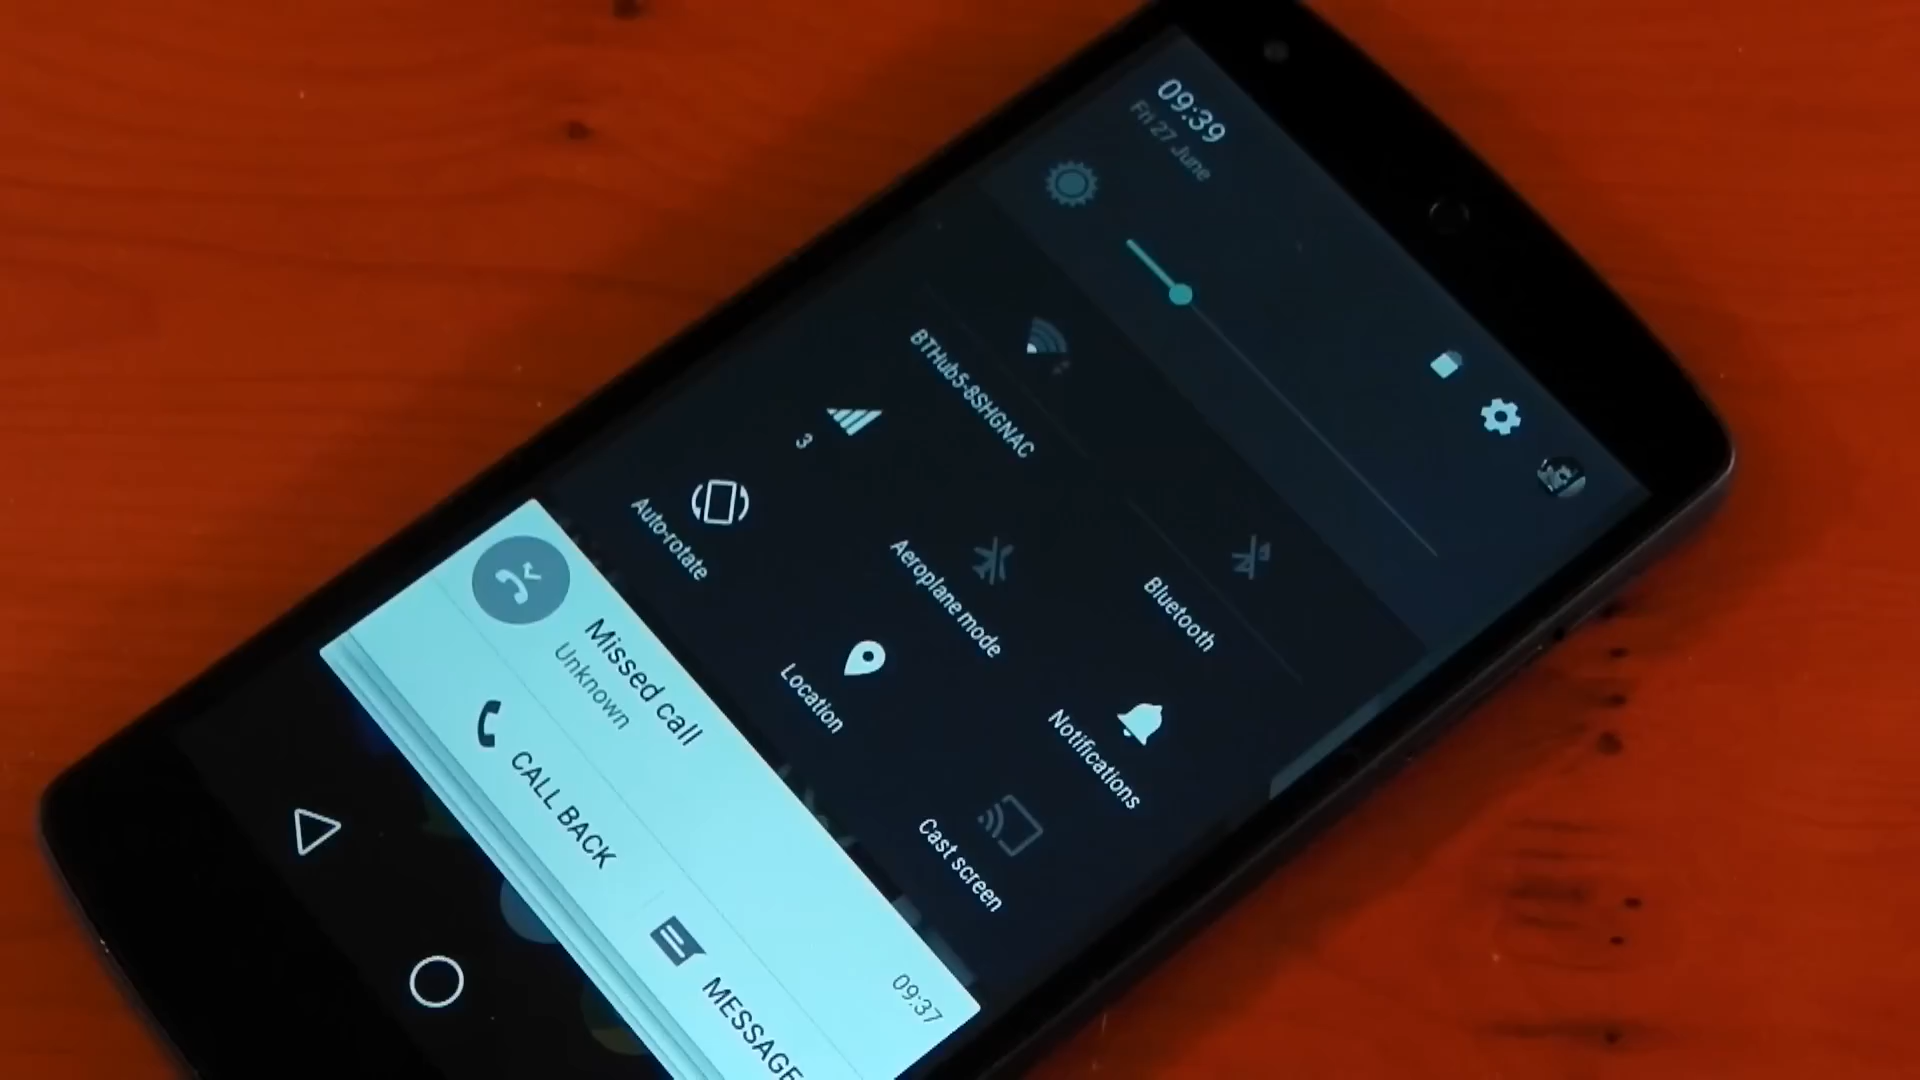 09:39
Fri 27 June
BTHub5-8SHGNAC
Bluetooth
3
Aeroplane mode
Notifications
Auto-rotate
Location
Cast screen
Missed call
09:37
Unknown
CALL BACK
MESSAGE